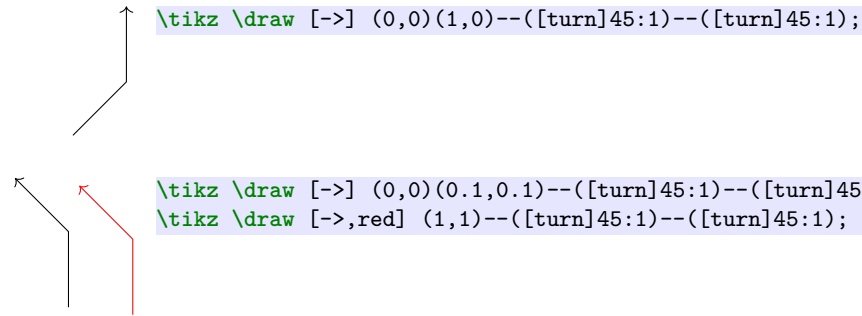 \tikz \draw [->] (0,0)(1,0)--([turn]45:1)--([turn]45:1);
\tikz \draw [->] (0,0)(0.1,0.1)--([turn]45:1)--([turn]45
\tikz \draw [->,red] (1,1)--([turn]45:1)--([turn]45:1);